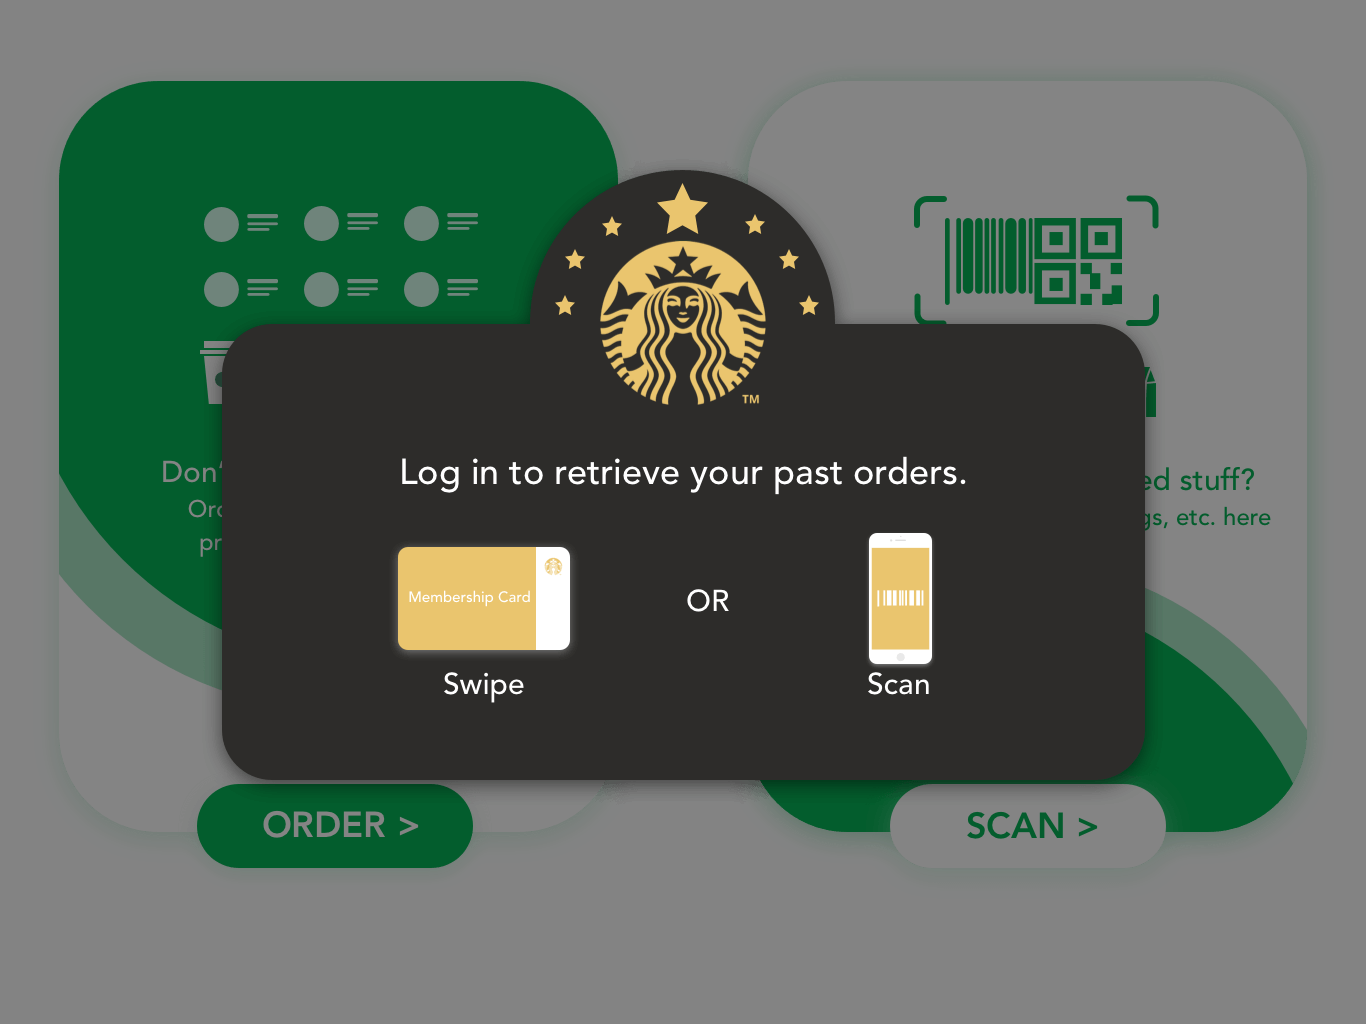 Don'
Ord
pr
ed stuff?
gs, etc. here
TM
Log in to retrieve your past orders.
Membership Card
OR
Swipe
Scan
ORDER >
SCAN >